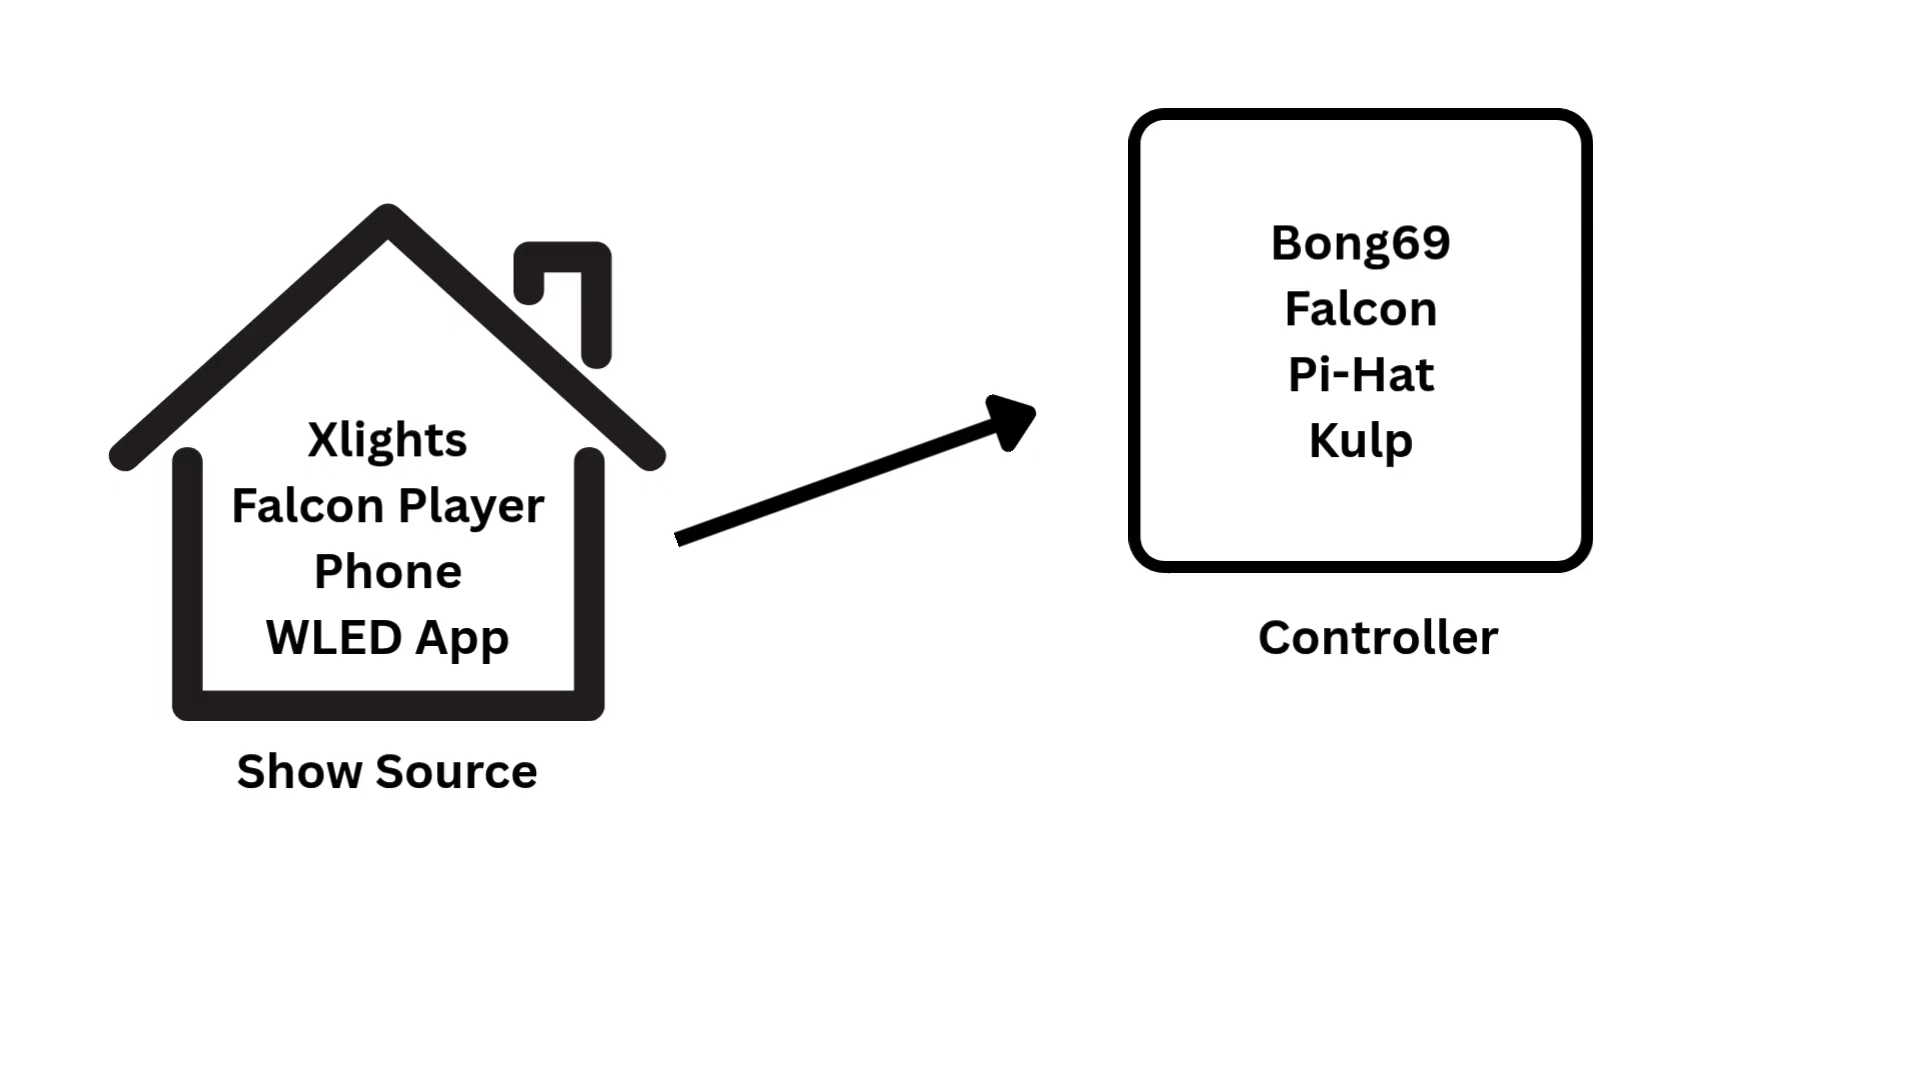 Xlights
Falcon Player
Phone
WLED App
Show Source
Bong69
Falcon
Pi-Hat
Kulp
Controller